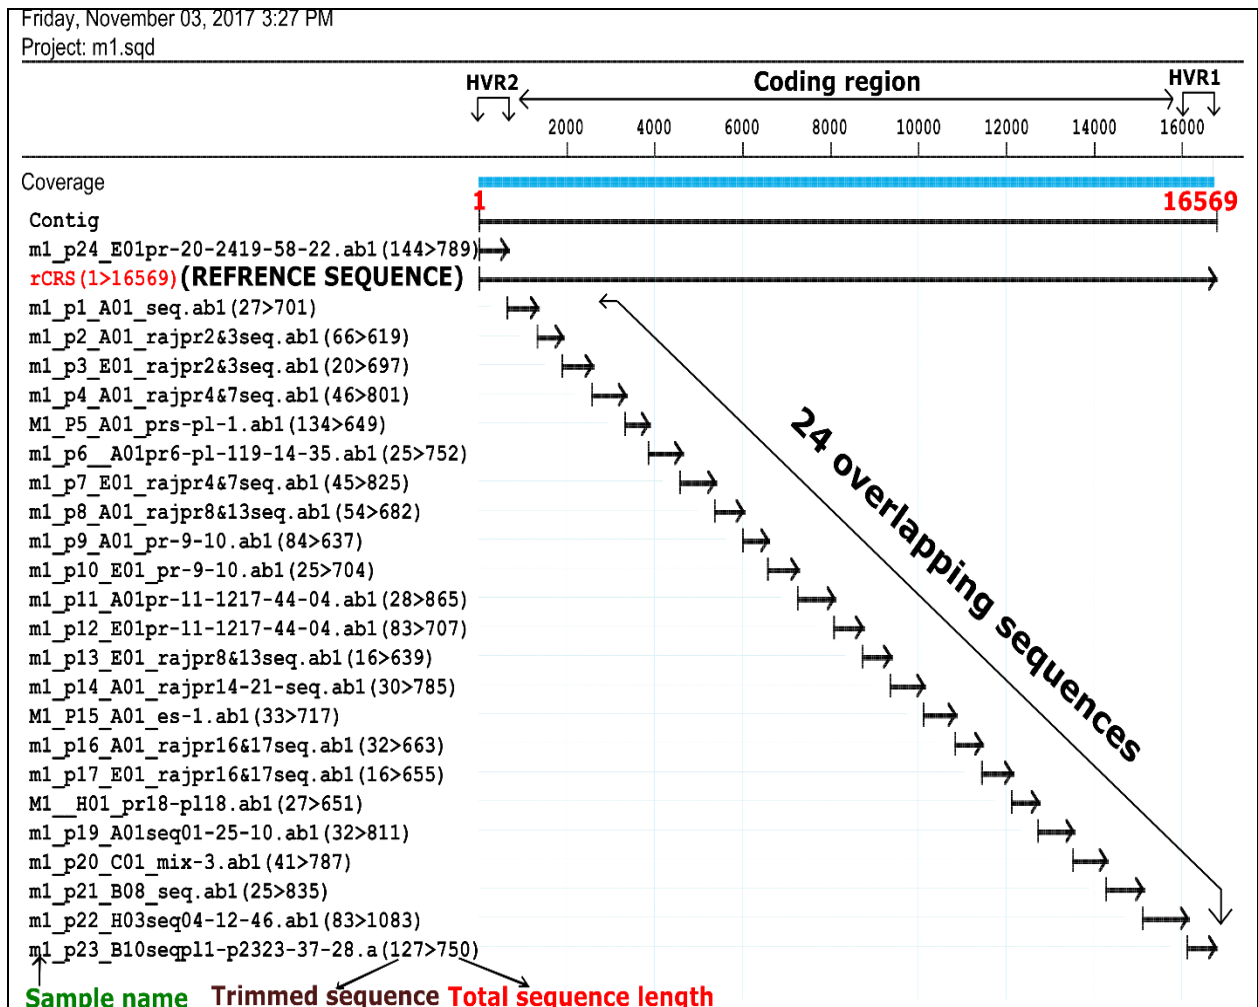 Friday, November 03, 2017 3:27 PM
Project: m1.sqd
HVR2 Coding region HVR1
2000 4000 6000 8000 10000 12000 14000 16000
Coverage
1 16569
Contig
m1_p24_E01pr-20-2419-58-22.ab1(144>789)
rCRS(1>16569)(REFRENCE SEQUENCE)
m1_p1_A01_seq.ab1(27>701)
m1_p2_A01_rajpr2&3seq.ab1(66>619)
m1_p3_E01_rajpr2&3seq.ab1(20>697)
m1_p4_A01_rajpr4&7seq.ab1(46>801)
M1_P5_A01_prs-pl-1.ab1(134>649)
m1_p6__A01pr6-pl-119-14-35.ab1(25>752)
m1_p7_E01_rajpr4&7seq.ab1(45>825)
m1_p8_A01_rajpr8&13seq.ab1(54>682)
m1_p9_A01_pr-9-10.ab1(84>637)
m1_p10_E01_pr-9-10.ab1(25>704)
m1_p11_A01pr-11-1217-44-04.ab1(28>865)
m1_p12_E01pr-11-1217-44-04.ab1(83>707)
m1_p13_E01_rajpr8&13seq.ab1(16>639)
m1_p14_A01_rajpr14-21-seq.ab1(30>785)
M1_P15_A01_es-1.ab1(33>717)
m1_p16_A01_rajpr16&17seq.ab1(32>663)
m1_p17_E01_rajpr16&17seq.ab1(16>655)
M1__H01_pr18-pl18.ab1(27>651)
m1_p19_A01seq01-25-10.ab1(32>811)
m1_p20_C01_mix-3.ab1(41>787)
m1_p21_B08_seq.ab1(25>835)
m1_p22_H03seq04-12-46.ab1(83>1083)
m1_p23_B10seqpl1-p2323-37-28.a(127>750)
24 overlapping sequences
Sample name Trimmed sequence Total sequence length